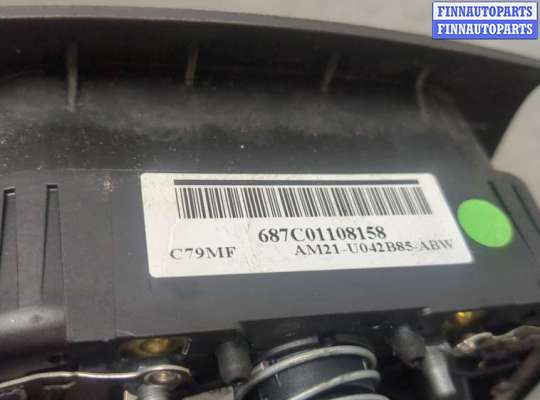 FINNAUTOPARTS
FINNAUTOPARTS
687C01108158
C79MF
AM21-U042B85-ABW